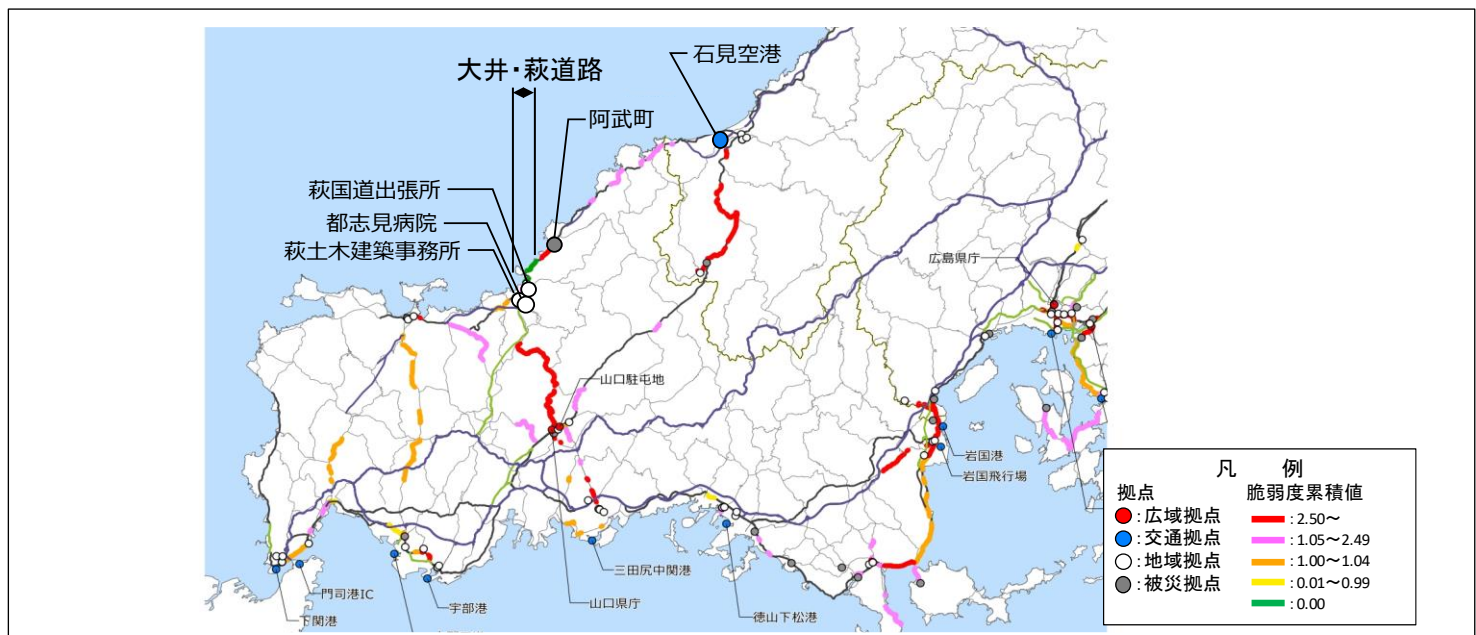 石見空港
大井・萩道路
阿武町
萩国道出張所
都志見病院
萩土木建築事務所
広島県庁
山口駐屯地
岩国港
岩国飛行場
三田尻中関港
門司港IC
宇部港
山口県庁
徳山下松港
下関港
凡 例
拠点 脆弱度累積値
:広域拠点 :2.50～
:交通拠点 :1.05～2.49
:地域拠点 :1.00～1.04
:被災拠点 :0.01～0.99
:0.00